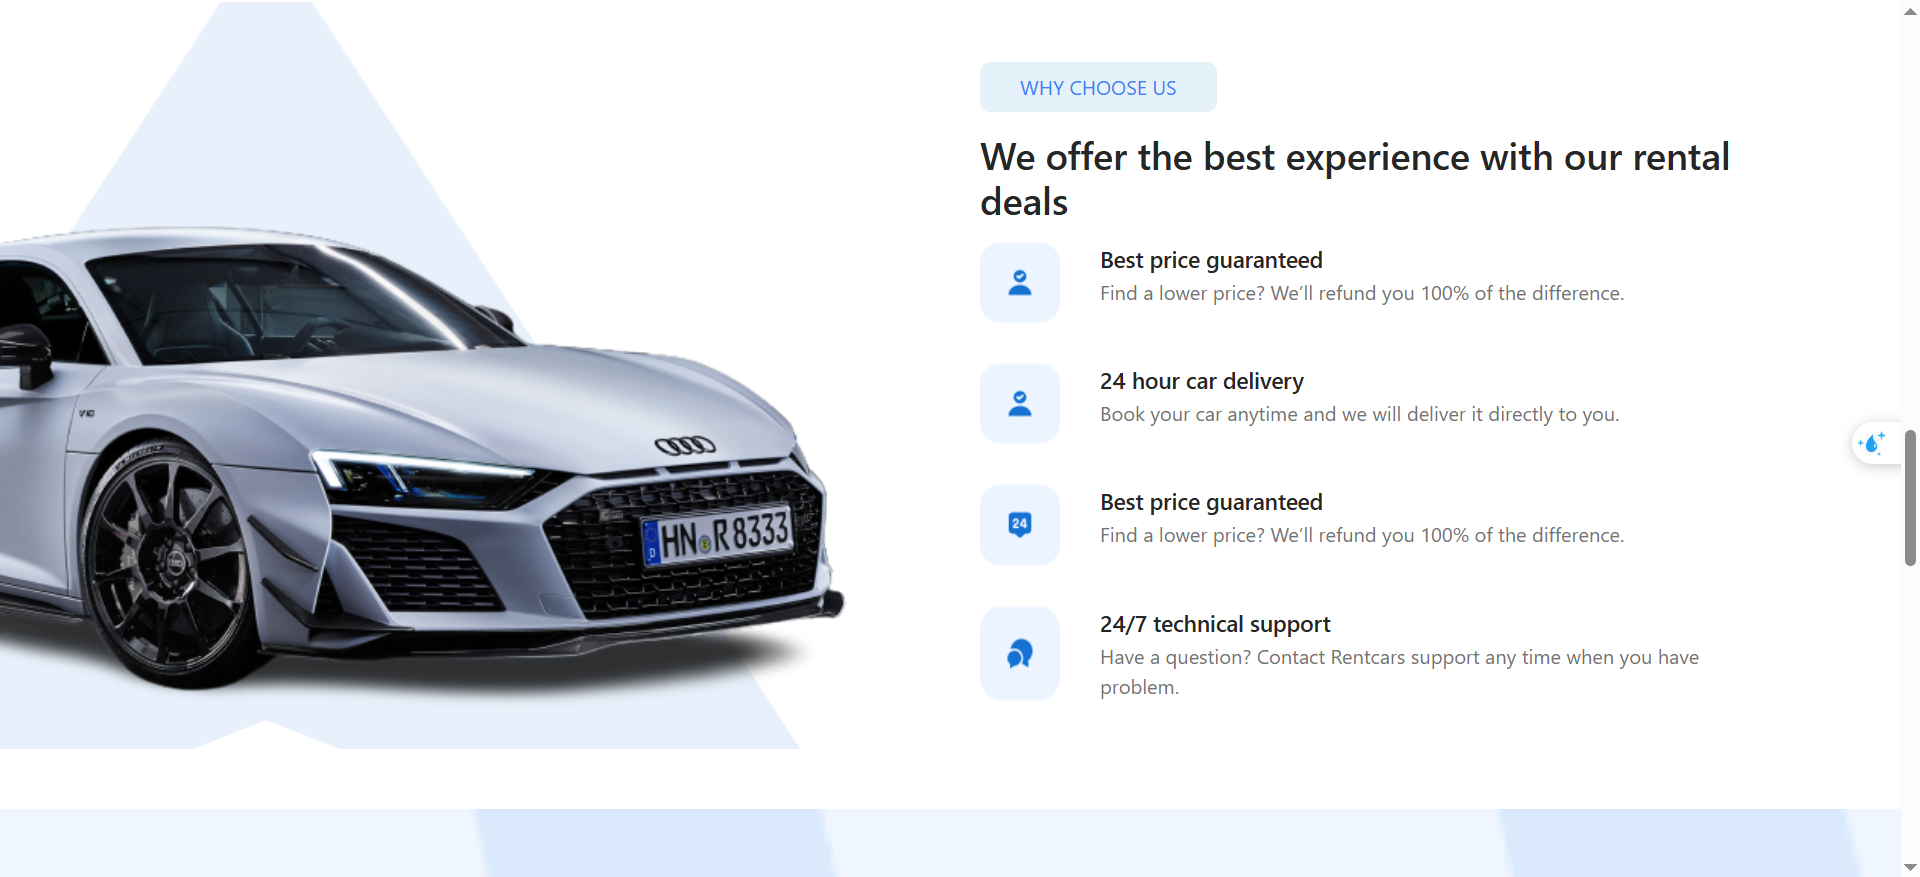 WHY CHOOSE US
We offer the best experience with our rental
deals
Best price guaranteed
Find a lower price? We’ll refund you 100% of the difference.
24 hour car delivery
Book your car anytime and we will deliver it directly to you.
24
Best price guaranteed
Find a lower price? We’ll refund you 100% of the difference.
24/7 technical support
Have a question? Contact Rentcars support any time when you have
problem.
V10
D
HN R 8333